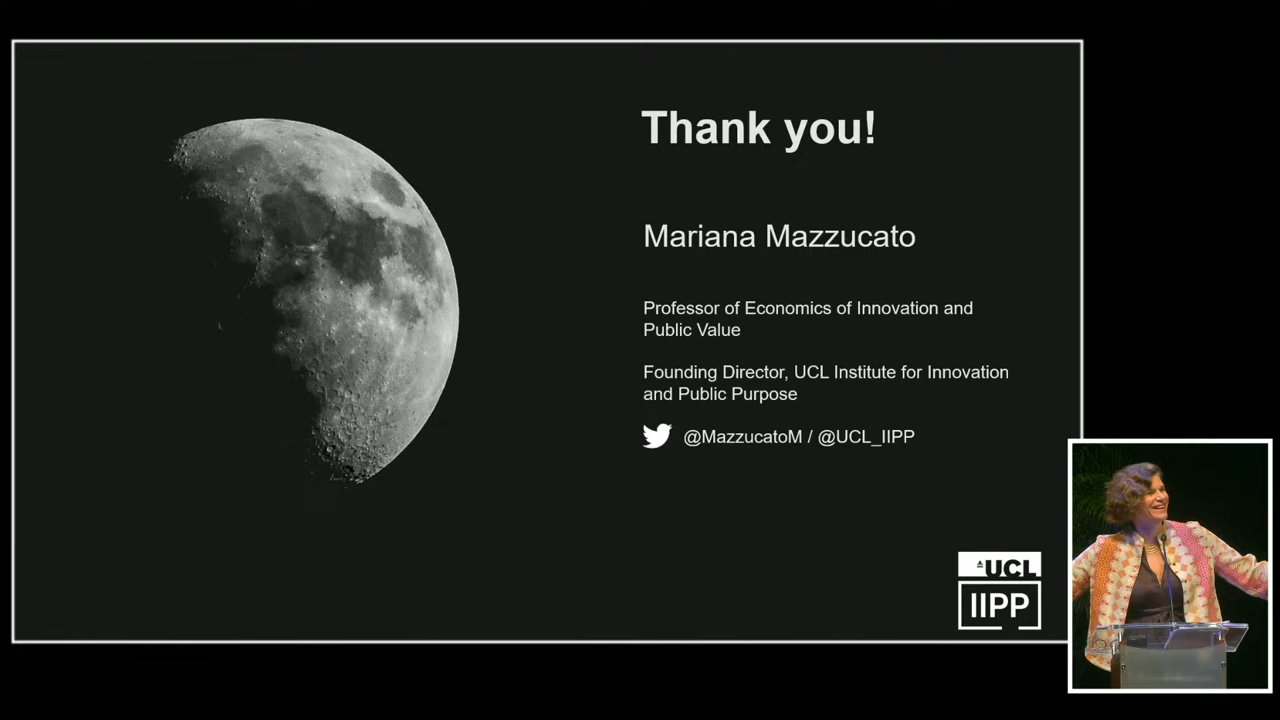 Thank you!
Mariana Mazzucato
Professor of Economics of Innovation and
Public Value
Founding Director, UCL Institute for Innovation
and Public Purpose
@MazzucatoM / @UCL_IIPP
UCL
IIPP